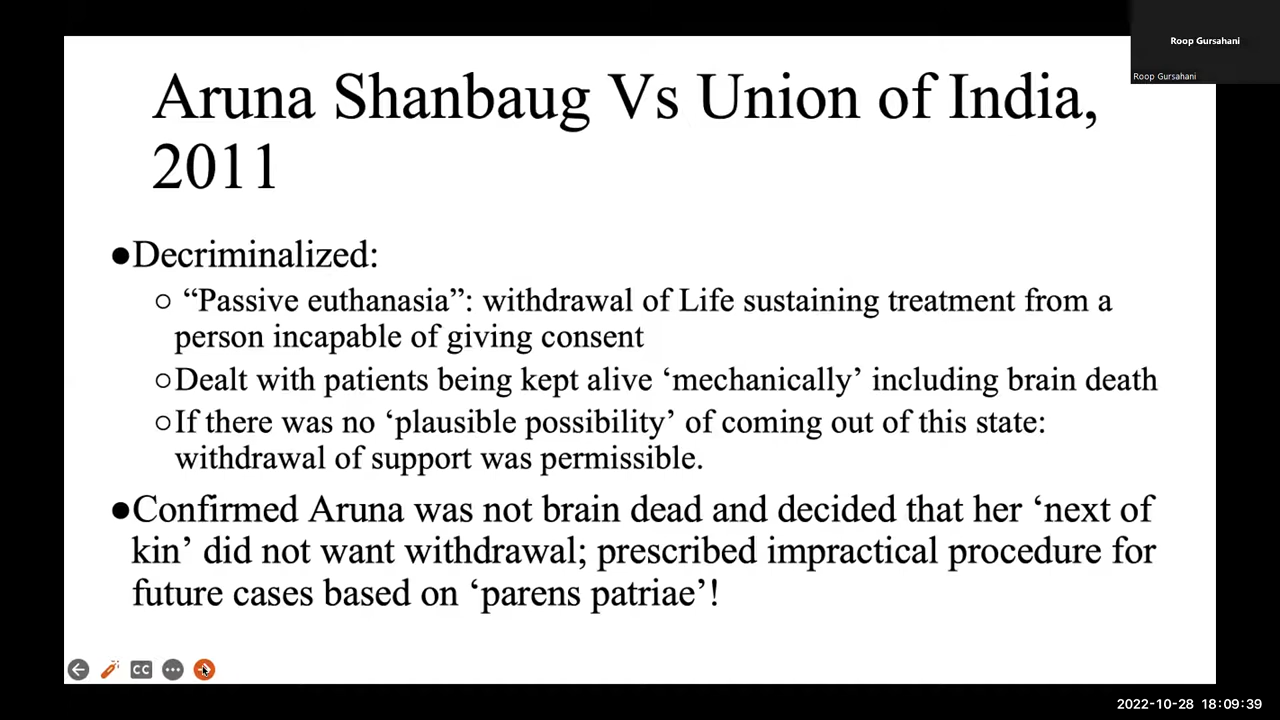 Roop Gursahani
Roop Gursahani
Aruna Shanbaug Vs Union of India,
2011
●Decriminalized:
○ “Passive euthanasia”: withdrawal of Life sustaining treatment from a
person incapable of giving consent
○Dealt with patients being kept alive ‘mechanically’ including brain death
○If there was no ‘plausible possibility’ of coming out of this state:
withdrawal of support was permissible.
●Confirmed Aruna was not brain dead and decided that her ‘next of
kin’ did not want withdrawal; prescribed impractical procedure for
future cases based on ‘parens patriae’!
CC
2022-10-28 18:09:39